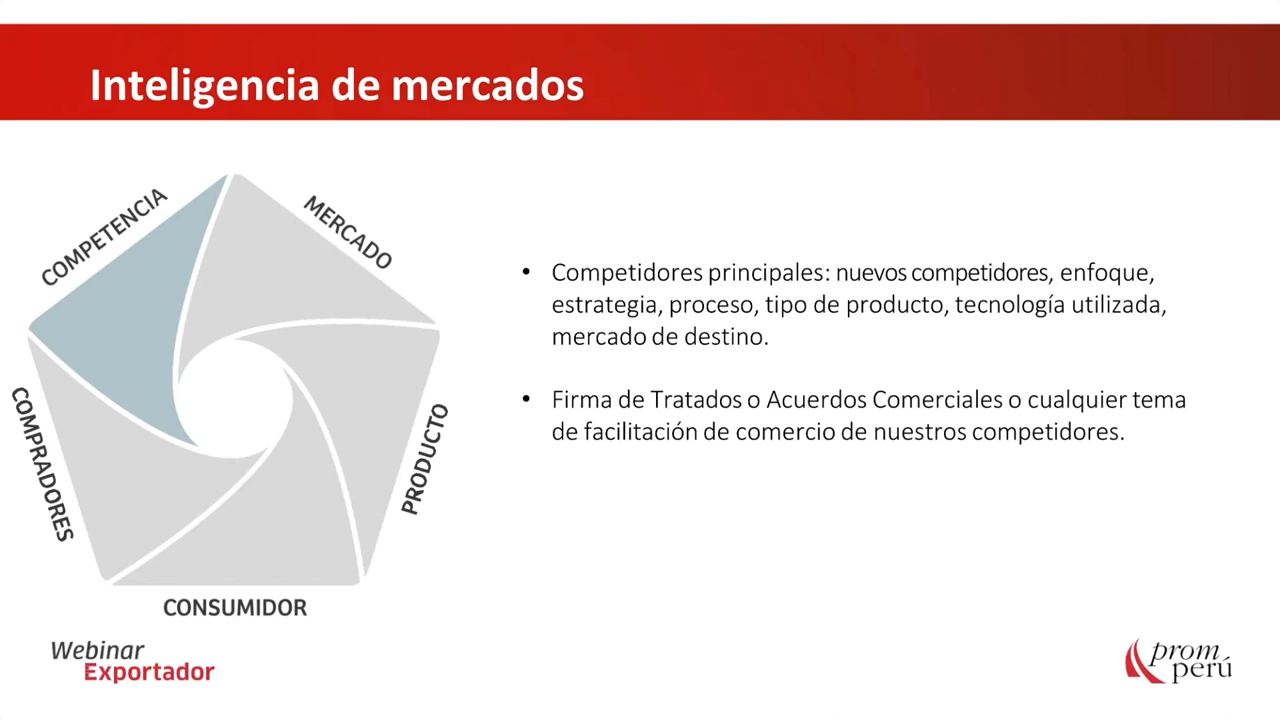 Inteligencia de mercados
COMPETENCIA
MERCADO
COMPRADORES
PRODUCTO
CONSUMIDOR
• Competidores principales: nuevos competidores, enfoque,
estrategia, proceso, tipo de producto, tecnología utilizada,
mercado de destino.
• Firma de Tratados o Acuerdos Comerciales o cualquier tema
de facilitación de comercio de nuestros competidores.
Webinar
Exportador
prom
perú